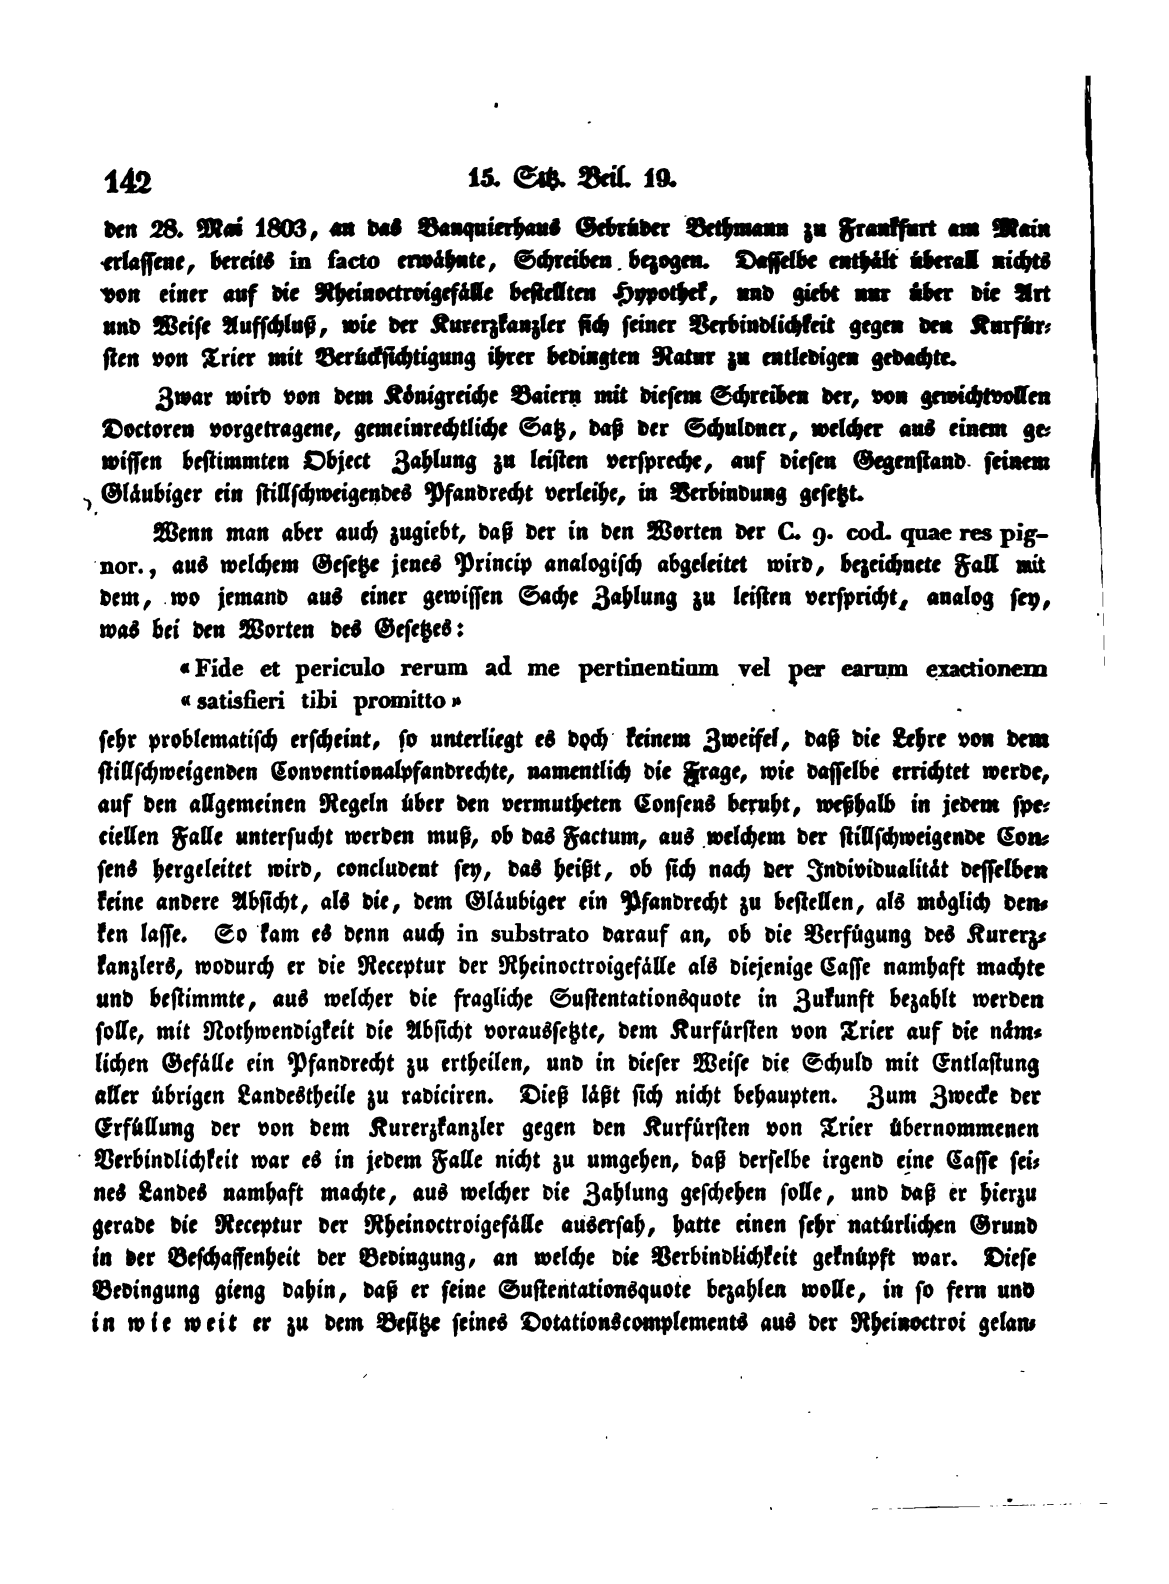 142
15. Sitz. Beil. 19.
den 28. Mai 1803, an das Banquierhaus Gebrüder Bethmann zu Frankfurt am Main
erlassene, bereits in facto erwähnte, Schreiben bezogen. Dasselbe enthält überall nichts
von einer auf die Rheinoctroigefälle bestellten Hypothek, und giebt nur über die Art
und Weise Aufschluß, wie der Kurerzkanzler sich seiner Verbindlichkeit gegen den Kurfür-
sten von Trier mit Berücksichtigung ihrer bedingten Natur zu entledigen gedachte.
Zwar wird von dem Königreiche Baiern mit diesem Schreiben der, von gewichtvollen
Doctoren vorgetragene, gemeinrechtliche Satz, daß der Schuldner, welcher aus einem ge-
wissen bestimmten Object Zahlung zu leisten verspreche, auf diesen Gegenstand seinem
Gläubiger ein stillschweigendes Pfandrecht verleihe, in Verbindung gesetzt.
Wenn man aber auch zugiebt, daß der in den Worten der C. 9. cod. quae res pig-
nor., aus welchem Gesetze jenes Princip analogisch abgeleitet wird, bezeichnete Fall mit
dem, wo jemand aus einer gewissen Sache Zahlung zu leisten verspricht, analog sey,
was bei den Worten des Gesetzes:
« Fide et periculo rerum ad me pertinentium vel per earum exactionem
« satisfieri tibi promitto »
sehr problematisch erscheint, so unterliegt es doch keinem Zweifel, daß die Lehre von dem
stillschweigenden Conventionalpfandrechte, namentlich die Frage, wie dasselbe errichtet werde,
auf den allgemeinen Regeln über den vermutheten Consens beruht, weßhalb in jedem spe-
ciellen Falle untersucht werden muß, ob das Factum, aus welchem der stillschweigende Con-
sens hergeleitet wird, concludent sey, das heißt, ob sich nach der Individualität desselben
keine andere Absicht, als die, dem Gläubiger ein Pfandrecht zu bestellen, als möglich den-
ken lasse. So kam es denn auch in substrato darauf an, ob die Verfügung des Kurerz-
kanzlers, wodurch er die Receptur der Rheinoctroigefälle als diejenige Casse namhaft machte
und bestimmte, aus welcher die fragliche Sustentationsquote in Zukunft bezahlt werden
solle, mit Nothwendigkeit die Absicht voraussetzte, dem Kurfürsten von Trier auf die näm-
lichen Gefälle ein Pfandrecht zu ertheilen, und in dieser Weise die Schuld mit Entlastung
aller übrigen Landestheile zu radiciren. Dieß läßt sich nicht behaupten. Zum Zwecke der
Erfüllung der von dem Kurerzkanzler gegen den Kurfürsten von Trier übernommenen
Verbindlichkeit war es in jedem Falle nicht zu umgehen, daß derselbe irgend eine Casse sei-
nes Landes namhaft machte, aus welcher die Zahlung geschehen solle, und daß er hierzu
gerade die Receptur der Rheinoctroigefälle ausersah, hatte einen sehr natürlichen Grund
in der Beschaffenheit der Bedingung, an welche die Verbindlichkeit geknüpft war. Diese
Bedingung gieng dahin, daß er seine Sustentationsquote bezahlen wolle, in so fern und
in wie weit er zu dem Besitze seines Dotationscomplements aus der Rheinoctroi gelan-